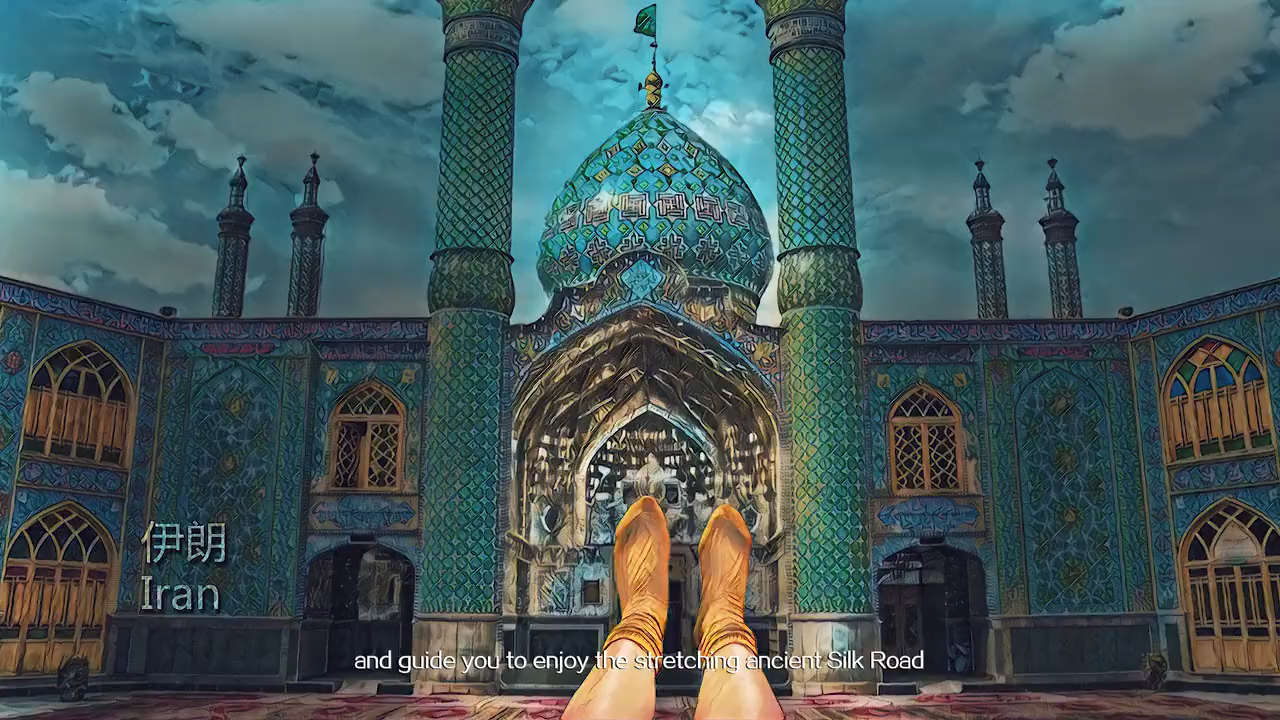 伊朗
Iran
and guide you to enjoy the stretching ancient Silk Road